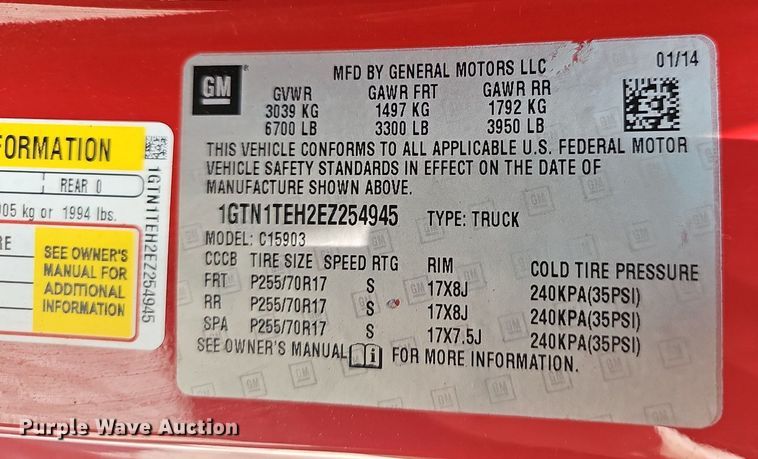 FORMATION
REAR 0
905 kg or 1994 lbs.
RE
SEE OWNER'S
MANUAL FOR
ADDITIONAL
INFORMATION
1GTN1TEH2EZ254945
GM
MFD BY GENERAL MOTORS LLC 01/14
GVWR GAWR FRT GAWR RR
3039 KG 1497 KG 1792 KG
6700 LB 3300 LB 3950 LB
THIS VEHICLE CONFORMS TO ALL APPLICABLE U.S. FEDERAL MOTOR
VEHICLE SAFETY STANDARDS IN EFFECT ON THE DATE OF
MANUFACTURE SHOWN ABOVE.
1GTN1TEH2EZ254945 TYPE: TRUCK
MODEL: C15903
CCCB TIRE SIZE SPEED RTG RIM COLD TIRE PRESSURE
FRT P255/70R17 S 17X8J 240KPA(35PSI)
RR P255/70R17 S 17X8J 240KPA(35PSI)
SPA P255/70R17 S 17X7.5J 240KPA(35PSI)
SEE OWNER'S MANUAL FOR MORE INFORMATION.
Purple Wave Auction